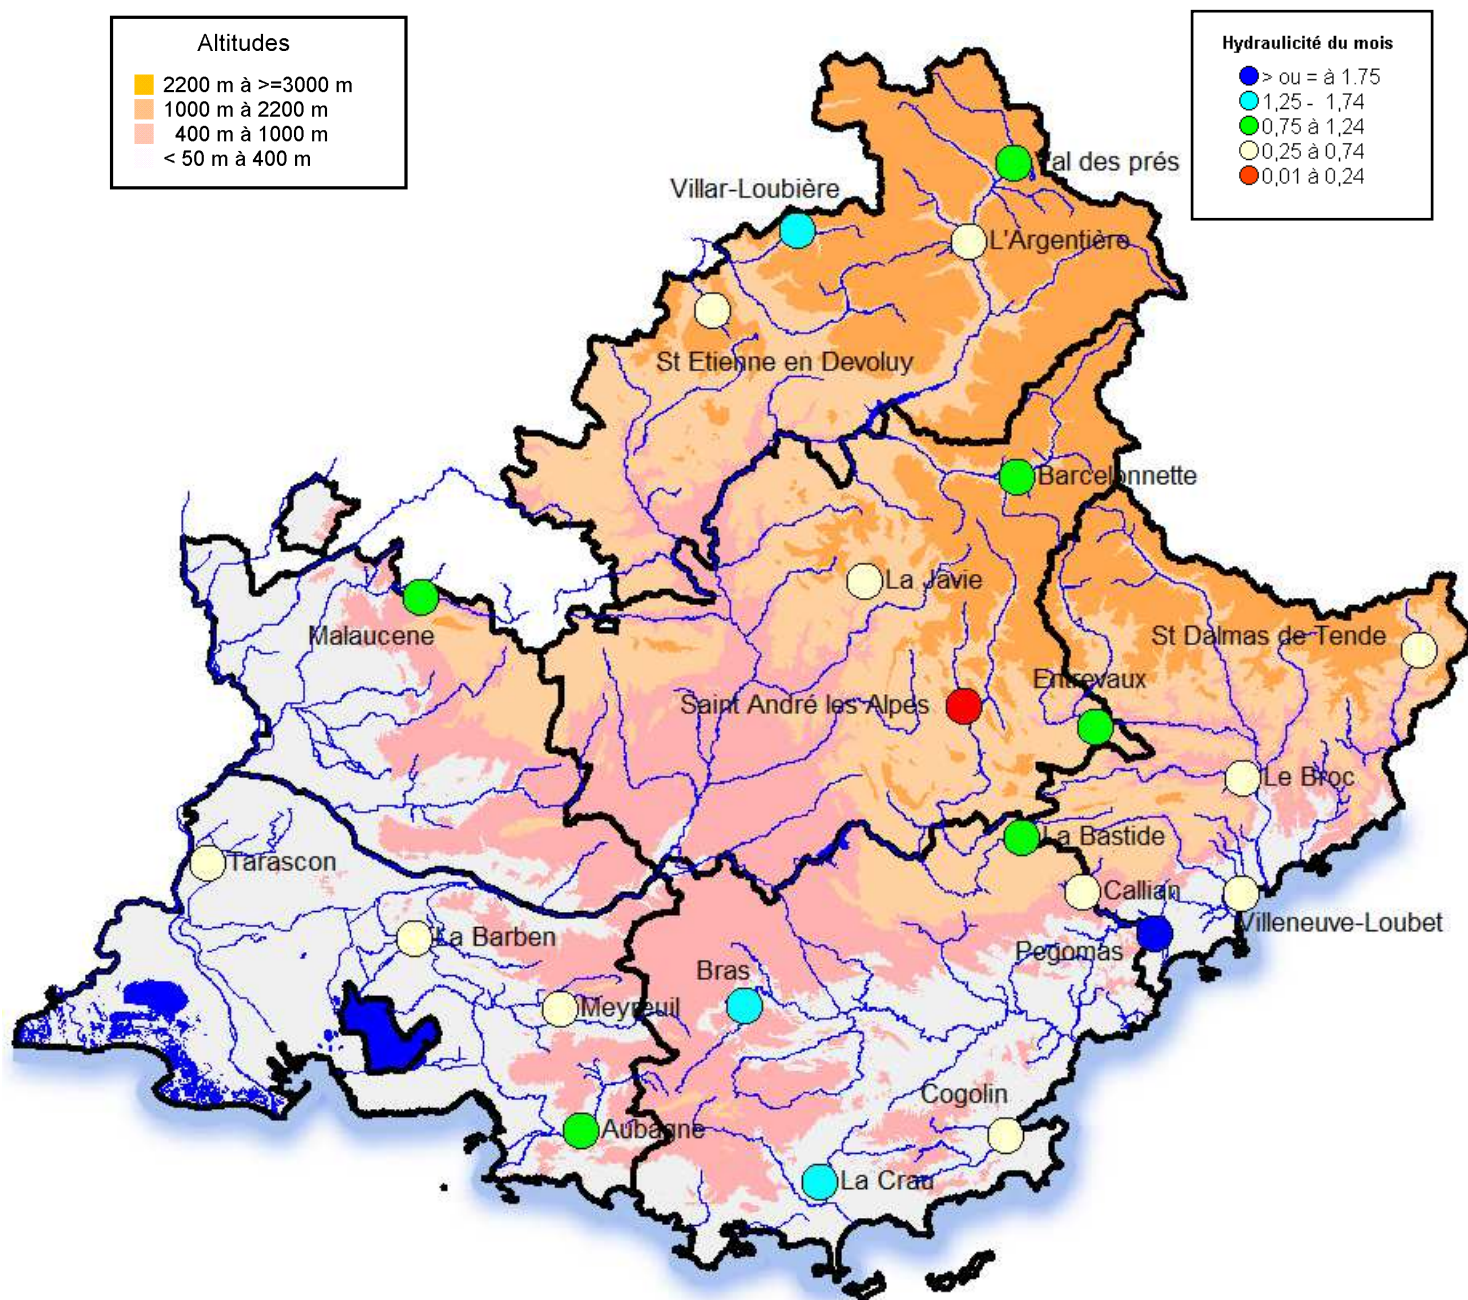 Altitudes
2200 m à >=3000 m
1000 m à 2200 m
400 m à 1000 m
< 50 m à 400 m
Hydraulicité du mois
> ou = à 1.75
1,25 - 1,74
0,75 à 1,24
0,25 à 0,74
0,01 à 0,24
Val des prés
Villar-Loubière
L'Argentière
St Etienne en Devoluy
Barcelonnette
La Javie
Malaucene
St Dalmas de Tende
Entrevaux
Saint André les Alpes
Le Broc
La Bastide
Tarascon
Callian
Villeneuve-Loubet
La Barben
Pegomas
Bras
Meyreuil
Cogolin
Aubagne
La Crau